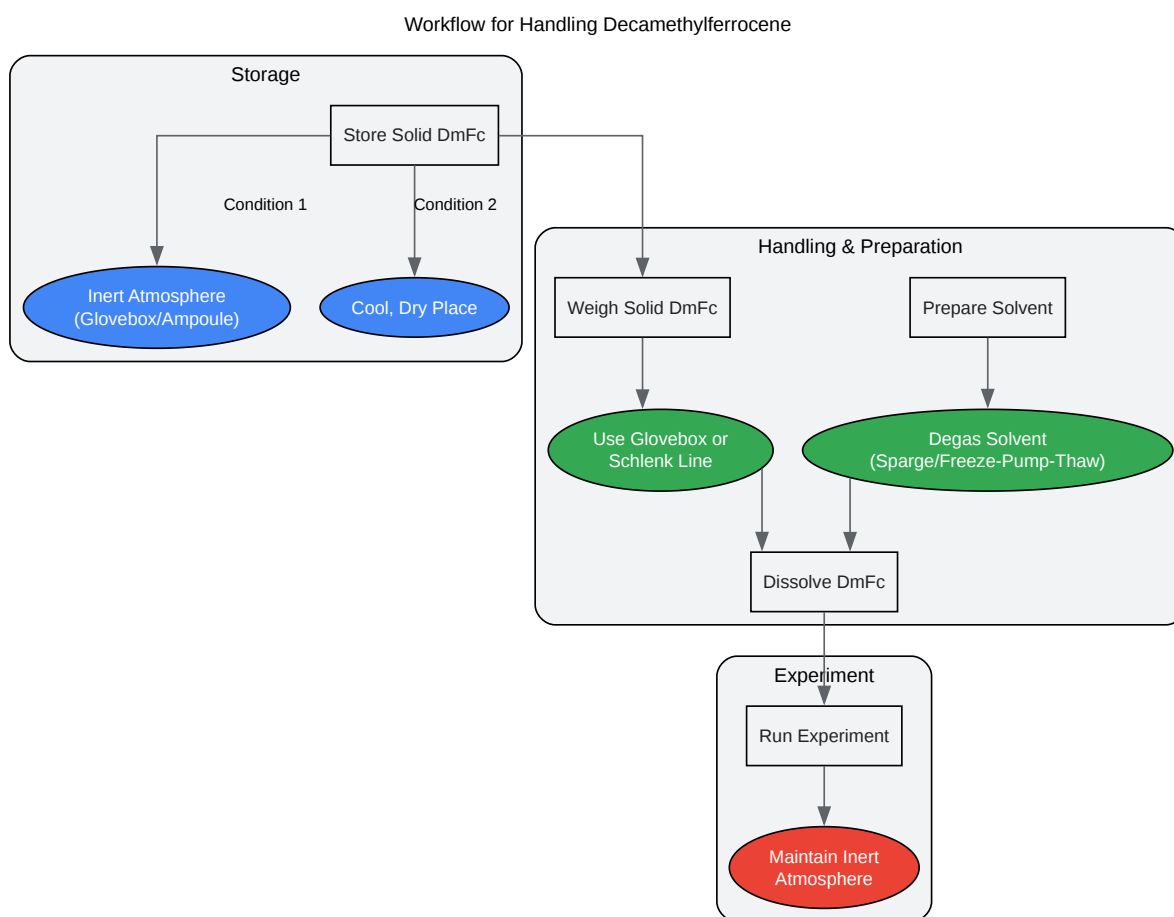 Workflow for Handling Decamethylferrocene
Storage
Store Solid DmFc
Condition 1
Condition 2
Inert Atmosphere
(Glovebox/Ampoule)
Cool, Dry Place
Handling & Preparation
Weigh Solid DmFc
Prepare Solvent
Use Glovebox or
Schlenk Line
Degas Solvent
(Sparge/Freeze-Pump-Thaw)
Dissolve DmFc
Experiment
Run Experiment
Maintain Inert
Atmosphere